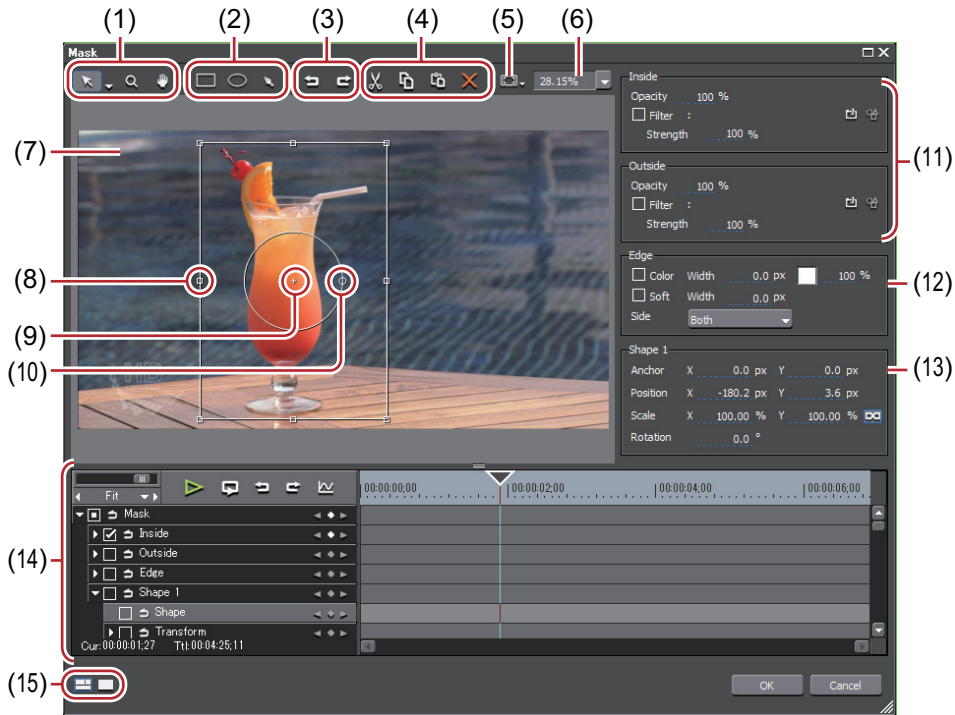 (1) (2) (3) (4) (5) (6)
Mask
28.15%
(7)
(8)
(9)
(10)
HD
Inside
Opacity 100 %
Filter :
Strength 100 %
Outside
Opacity 100 %
Filter :
Strength 100 %
(11)
Edge
Color Width 0.0 px 100 %
Soft Width 0.0 px
Side Both
(12)
Shape 1
Anchor X 0.0 px Y 0.0 px
Position X -180.2 px Y 3.6 px
Scale X 100.00 % Y 100.00 %
Rotation 0.0 °
(13)
(14)
Fit
00:00:00;00 00:00:02;00 00:00:04;00 00:00:06;00
Mask
Inside
Outside
Edge
Shape 1
Shape
Transform
Cur:00:00:01;27 Ttl:00:04:25;11
(15)
OK Cancel